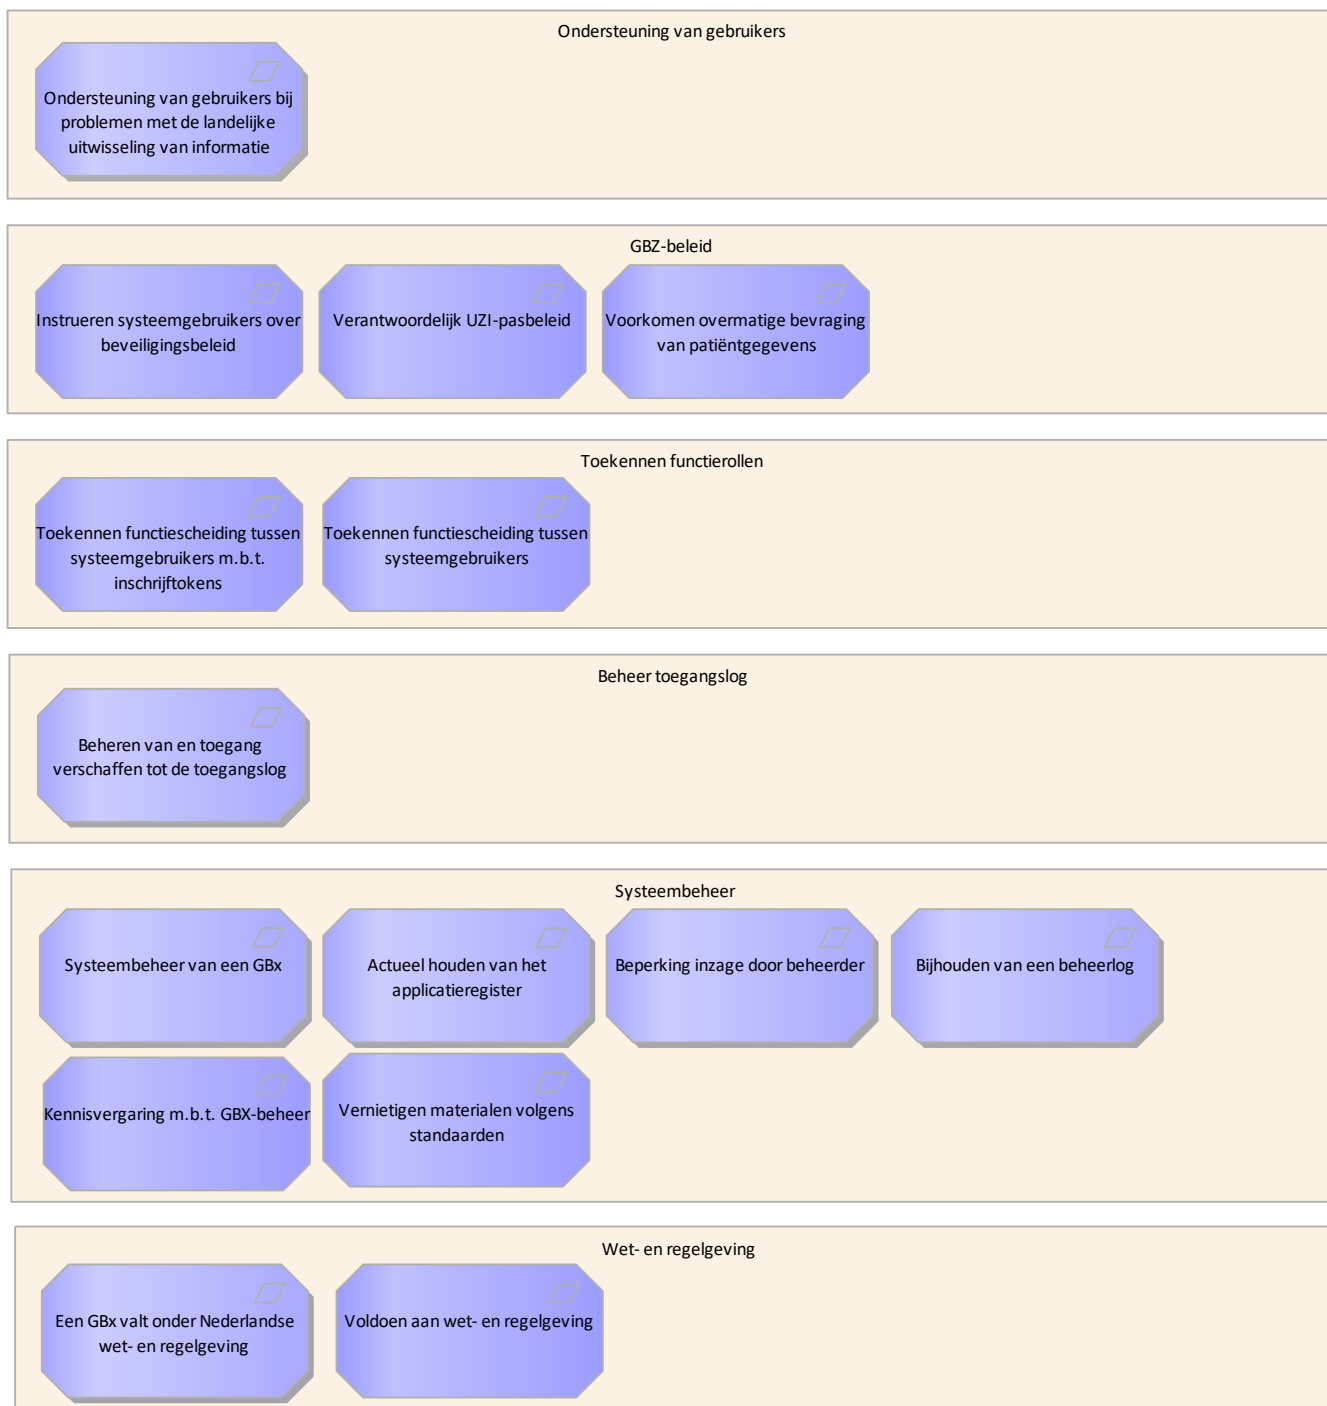 Ondersteuning van gebruikers
Ondersteuning van gebruikers bij
problemen met de landelijke
uitwisseling van informatie
GBZ-beleid
Instrueren systeemgebruikers over
beveiligingsbeleid
Verantwoordelijk UZI-pasbeleid
Voorkomen overmatige bevraging
van patiëntgegevens
Toekennen functierollen
Toekennen functiescheiding tussen
systeemgebruikers m.b.t.
inschrijftokens
Toekennen functiescheiding tussen
systeemgebruikers
Beheer toegangslog
Beheren van en toegang
verschaffen tot de toegangslog
Systeembeheer
Systeembeheer van een GBx
Actueel houden van het
applicatieregister
Beperking inzage door beheerder
Bijhouden van een beheerlog
Kennisvergaring m.b.t. GBX-beheer
Vernietigen materialen volgens
standaarden
Wet- en regelgeving
Een GBx valt onder Nederlandse
wet- en regelgeving
Voldoen aan wet- en regelgeving